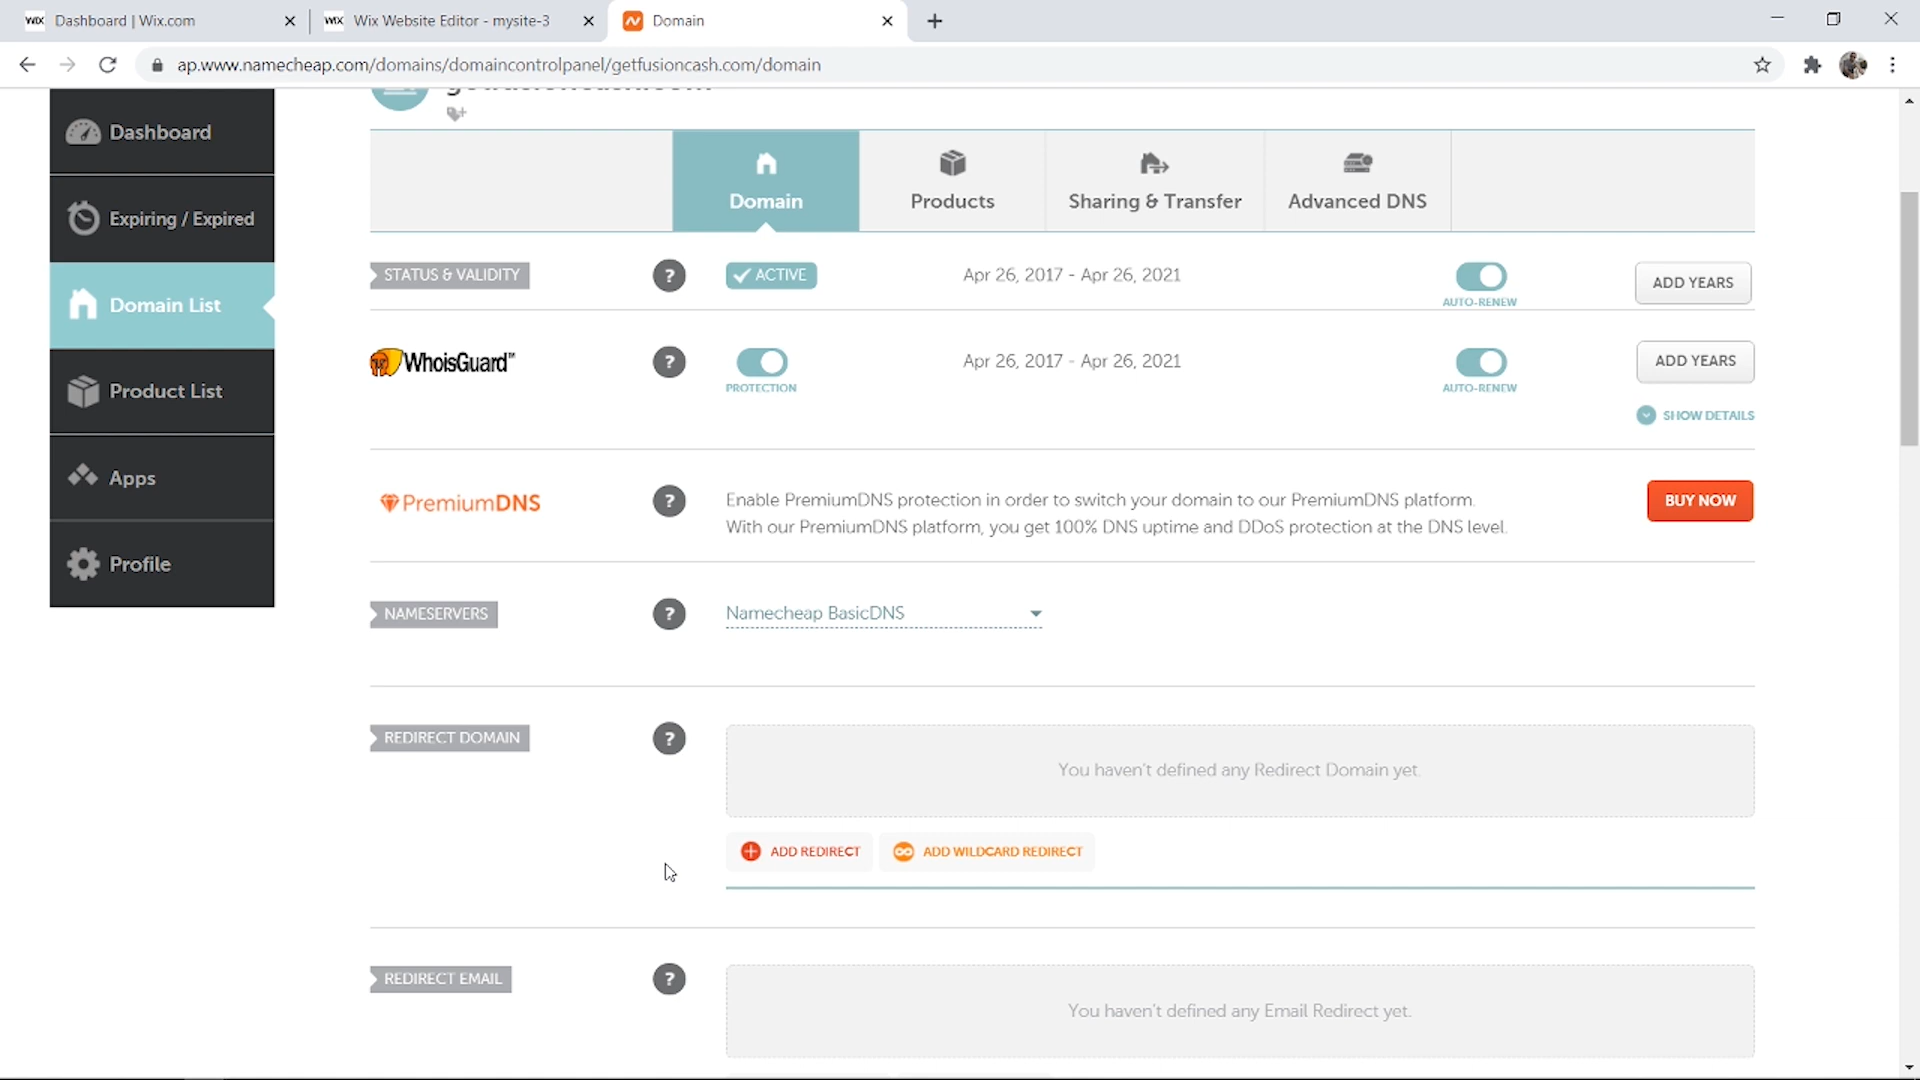 WIX Dashboard | Wix.com
WIX Wix Website Editor - mysite-3
Domain
ap.www.namecheap.com/domains/domaincontrolpanel/getfusioncash.com/domain
Dashboard
Expiring / Expired
Domain List
Product List
Apps
Profile
Domain
Products
Sharing & Transfer
Advanced DNS
STATUS & VALIDITY
?
ACTIVE
Apr 26, 2017 - Apr 26, 2021
AUTO-RENEW
ADD YEARS
WhoisGuard™
?
PROTECTION
Apr 26, 2017 - Apr 26, 2021
AUTO-RENEW
ADD YEARS
SHOW DETAILS
PremiumDNS
?
Enable PremiumDNS protection in order to switch your domain to our PremiumDNS platform.
With our PremiumDNS platform, you get 100% DNS uptime and DDoS protection at the DNS level.
BUY NOW
NAMESERVERS
?
Namecheap BasicDNS
REDIRECT DOMAIN
?
You haven't defined any Redirect Domain yet.
ADD REDIRECT
ADD WILDCARD REDIRECT
REDIRECT EMAIL
?
You haven't defined any Email Redirect yet.